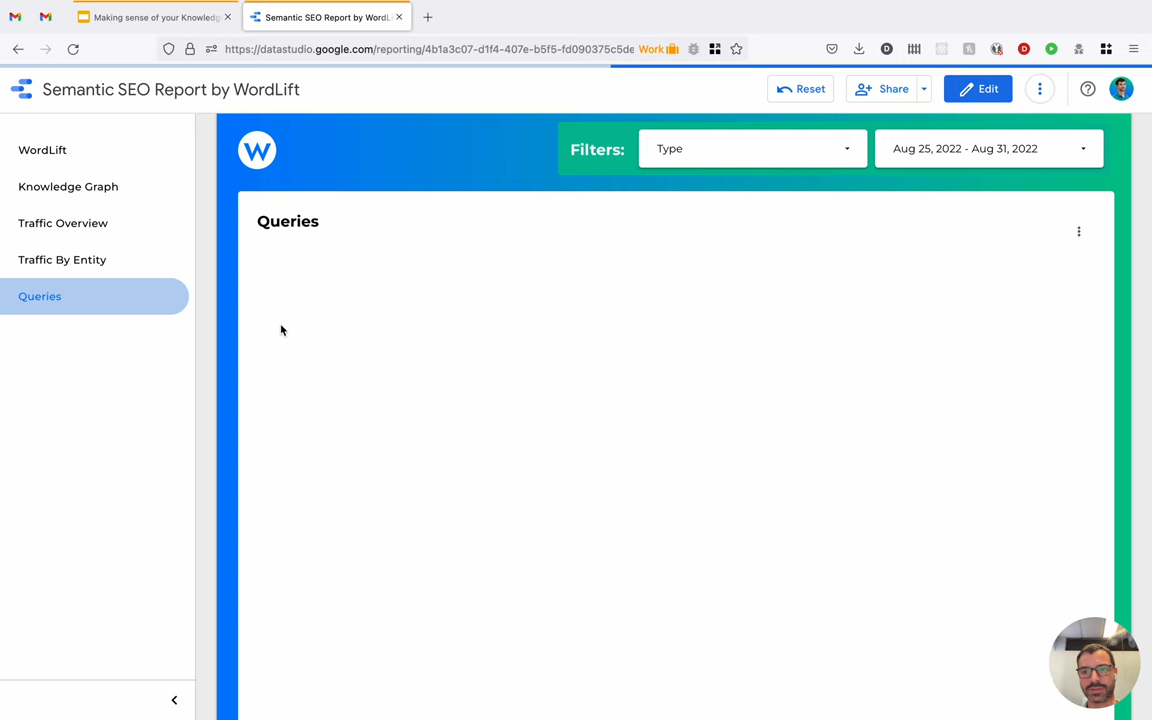 Making sense of your Knowledg
Semantic SEO Report by WordLi
https://datastudio.google.com/reporting/4b1a3c07-d1f4-407e-b5f5-fd090375c5de
Work
Semantic SEO Report by WordLift
Reset
Share
Edit
WordLift
Knowledge Graph
Traffic Overview
Traffic By Entity
Queries
W
Filters:
Type
Aug 25, 2022 - Aug 31, 2022
Queries